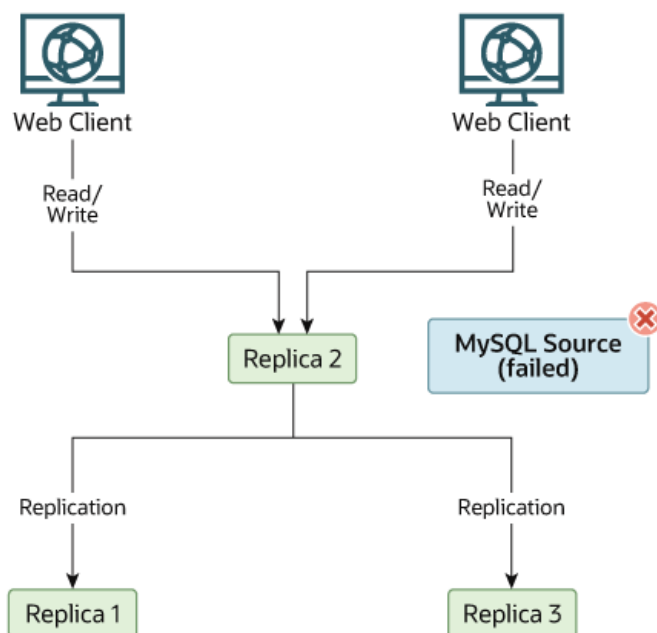 Web Client
Web Client
Read/
Write
Read/
Write
Replica 2
MySQL Source
(failed)
Replication
Replication
Replica 1
Replica 3